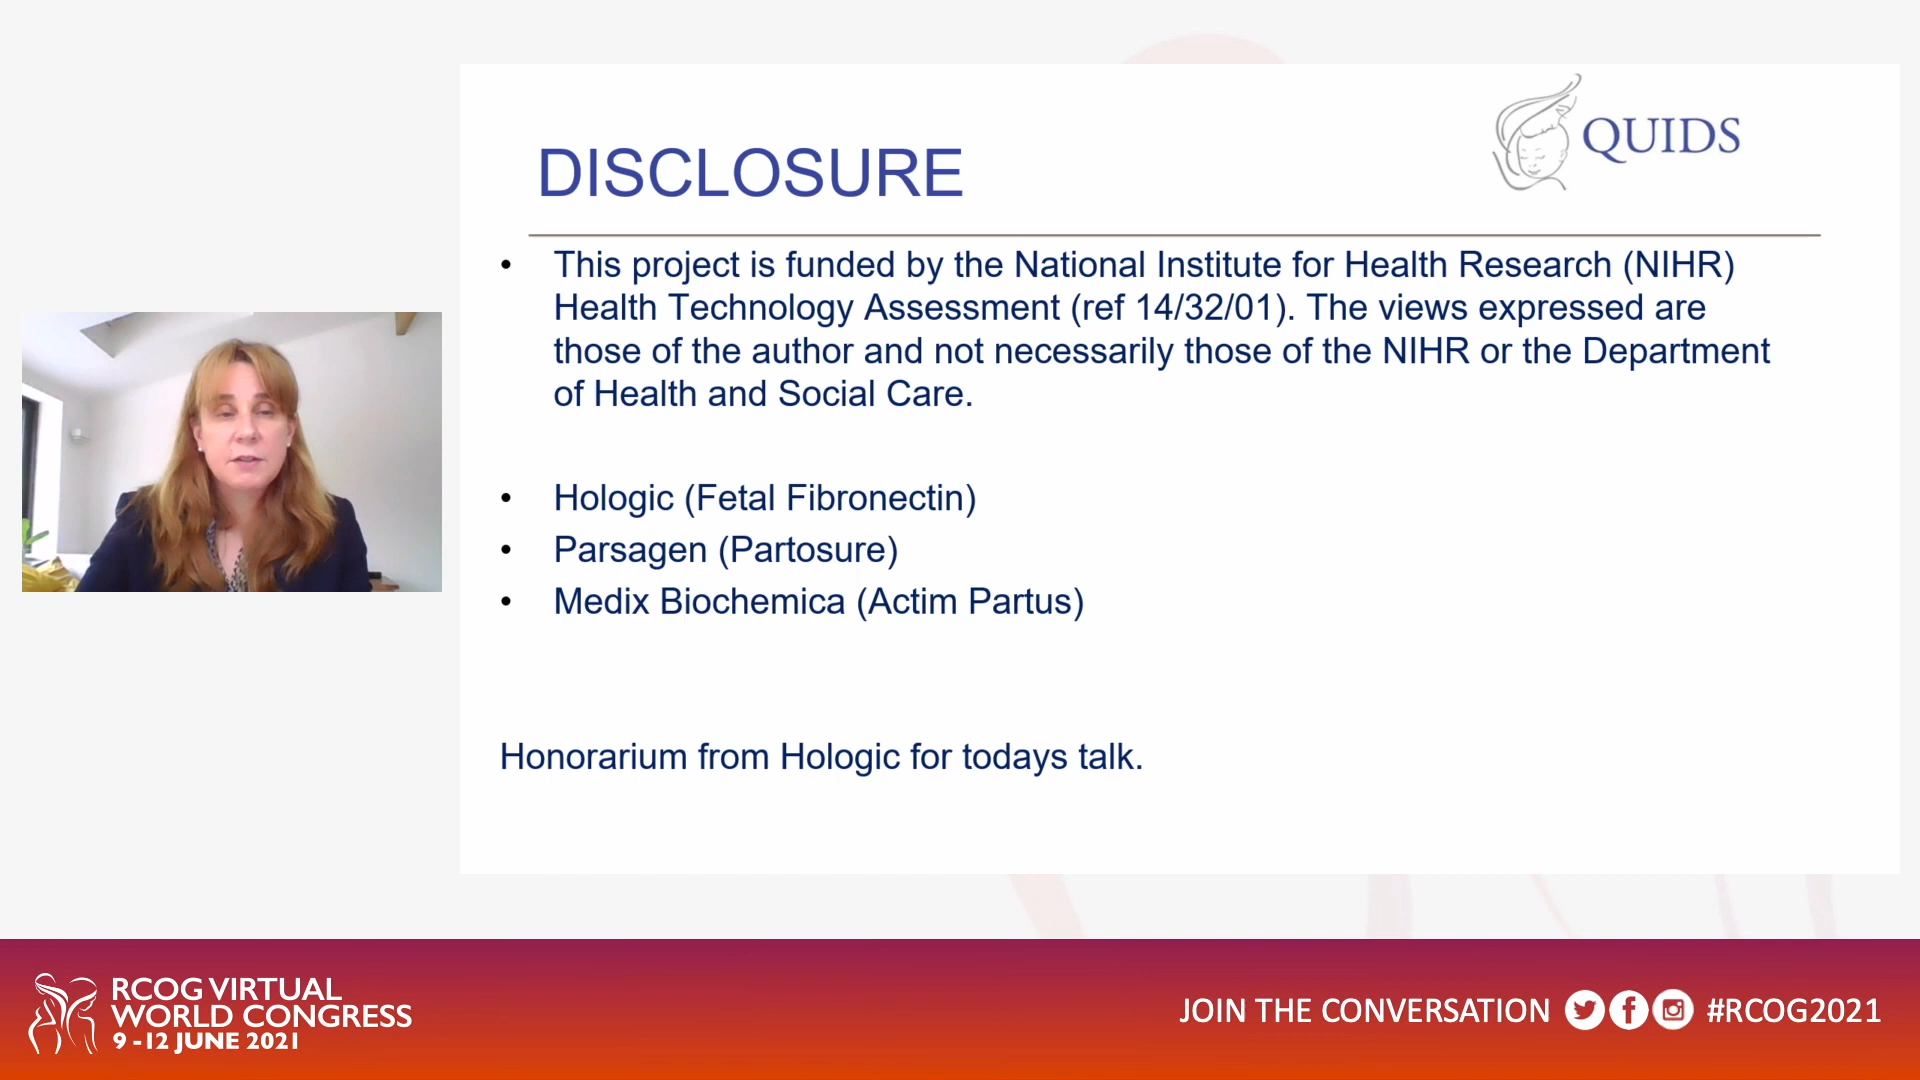 QUIDS
DISCLOSURE
• This project is funded by the National Institute for Health Research (NIHR)
Health Technology Assessment (ref 14/32/01). The views expressed are
those of the author and not necessarily those of the NIHR or the Department
of Health and Social Care.
• Hologic (Fetal Fibronectin)
• Parsagen (Partosure)
• Medix Biochemica (Actim Partus)
Honorarium from Hologic for todays talk.
RCOG VIRTUAL
WORLD CONGRESS
9 - 12 JUNE 2021
JOIN THE CONVERSATION #RCOG2021